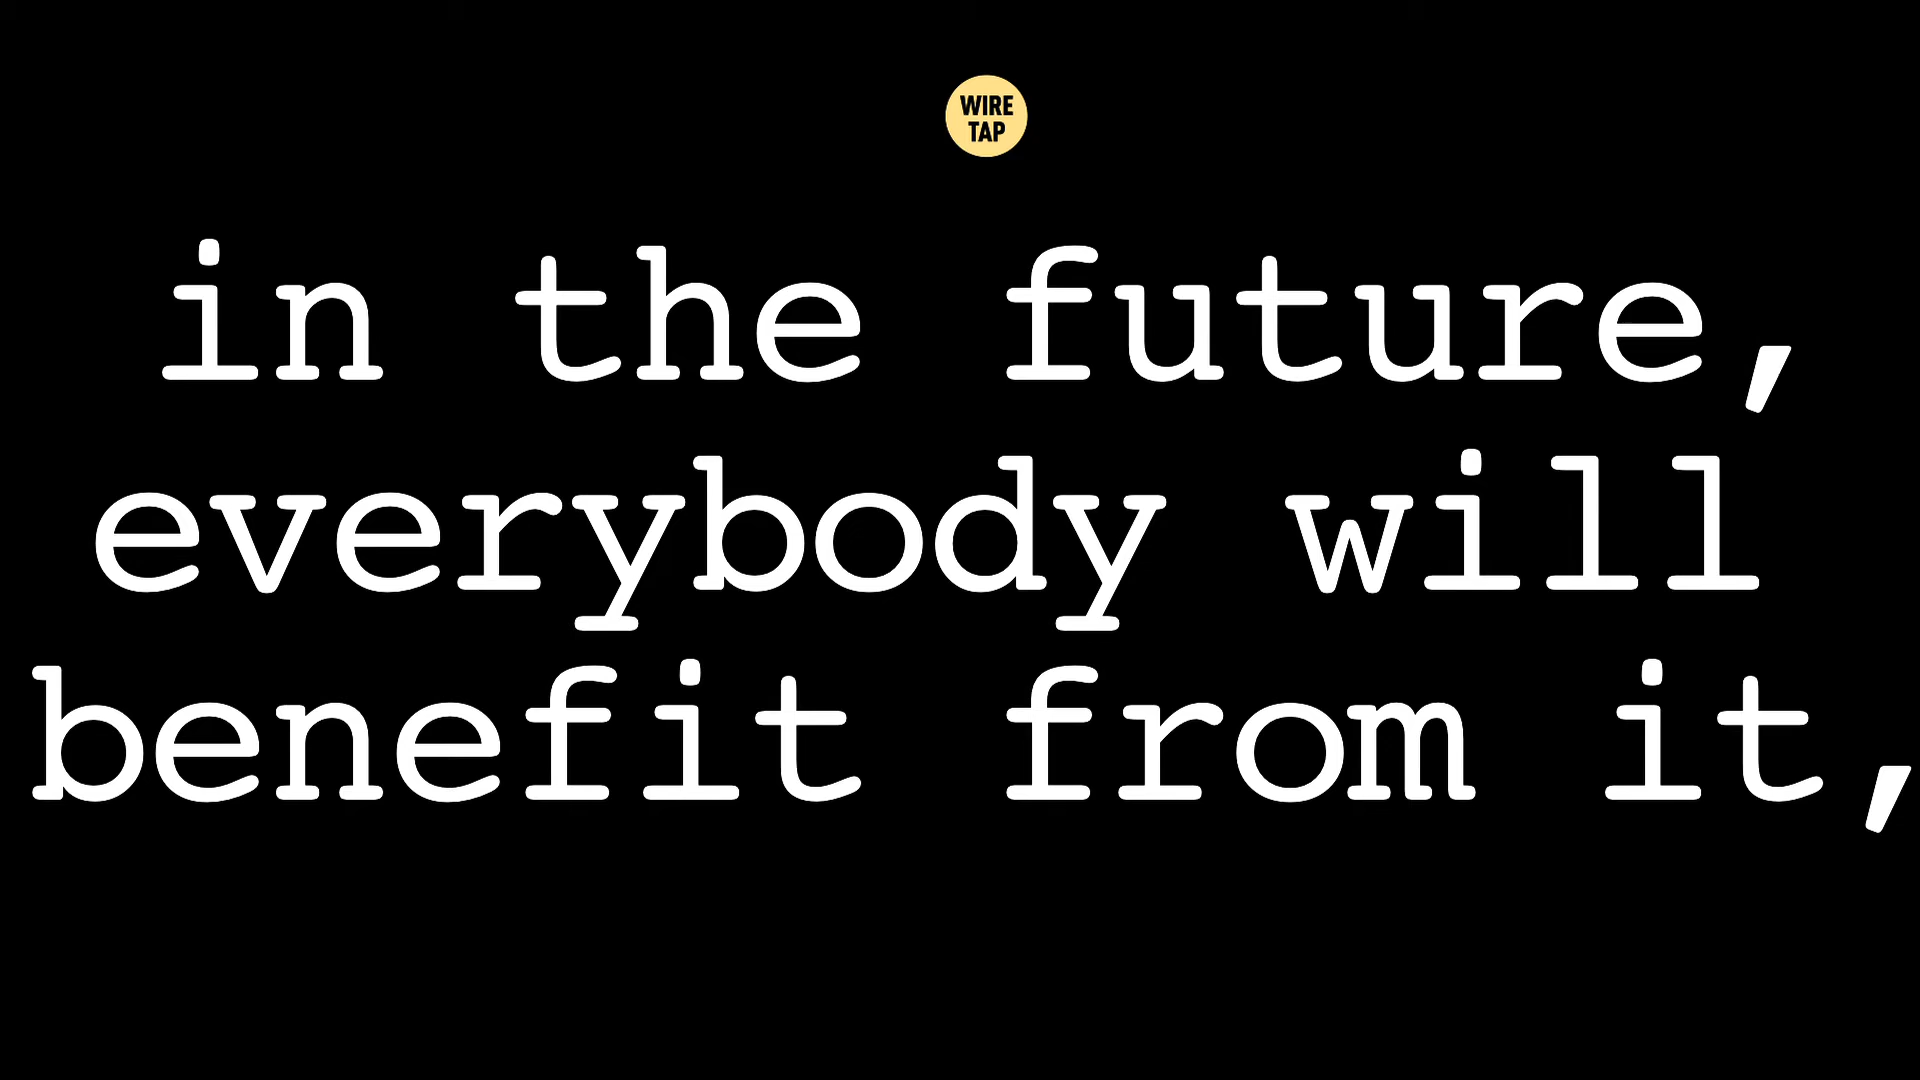 WIRE
TAP
in the future,
everybody will
benefit from it,